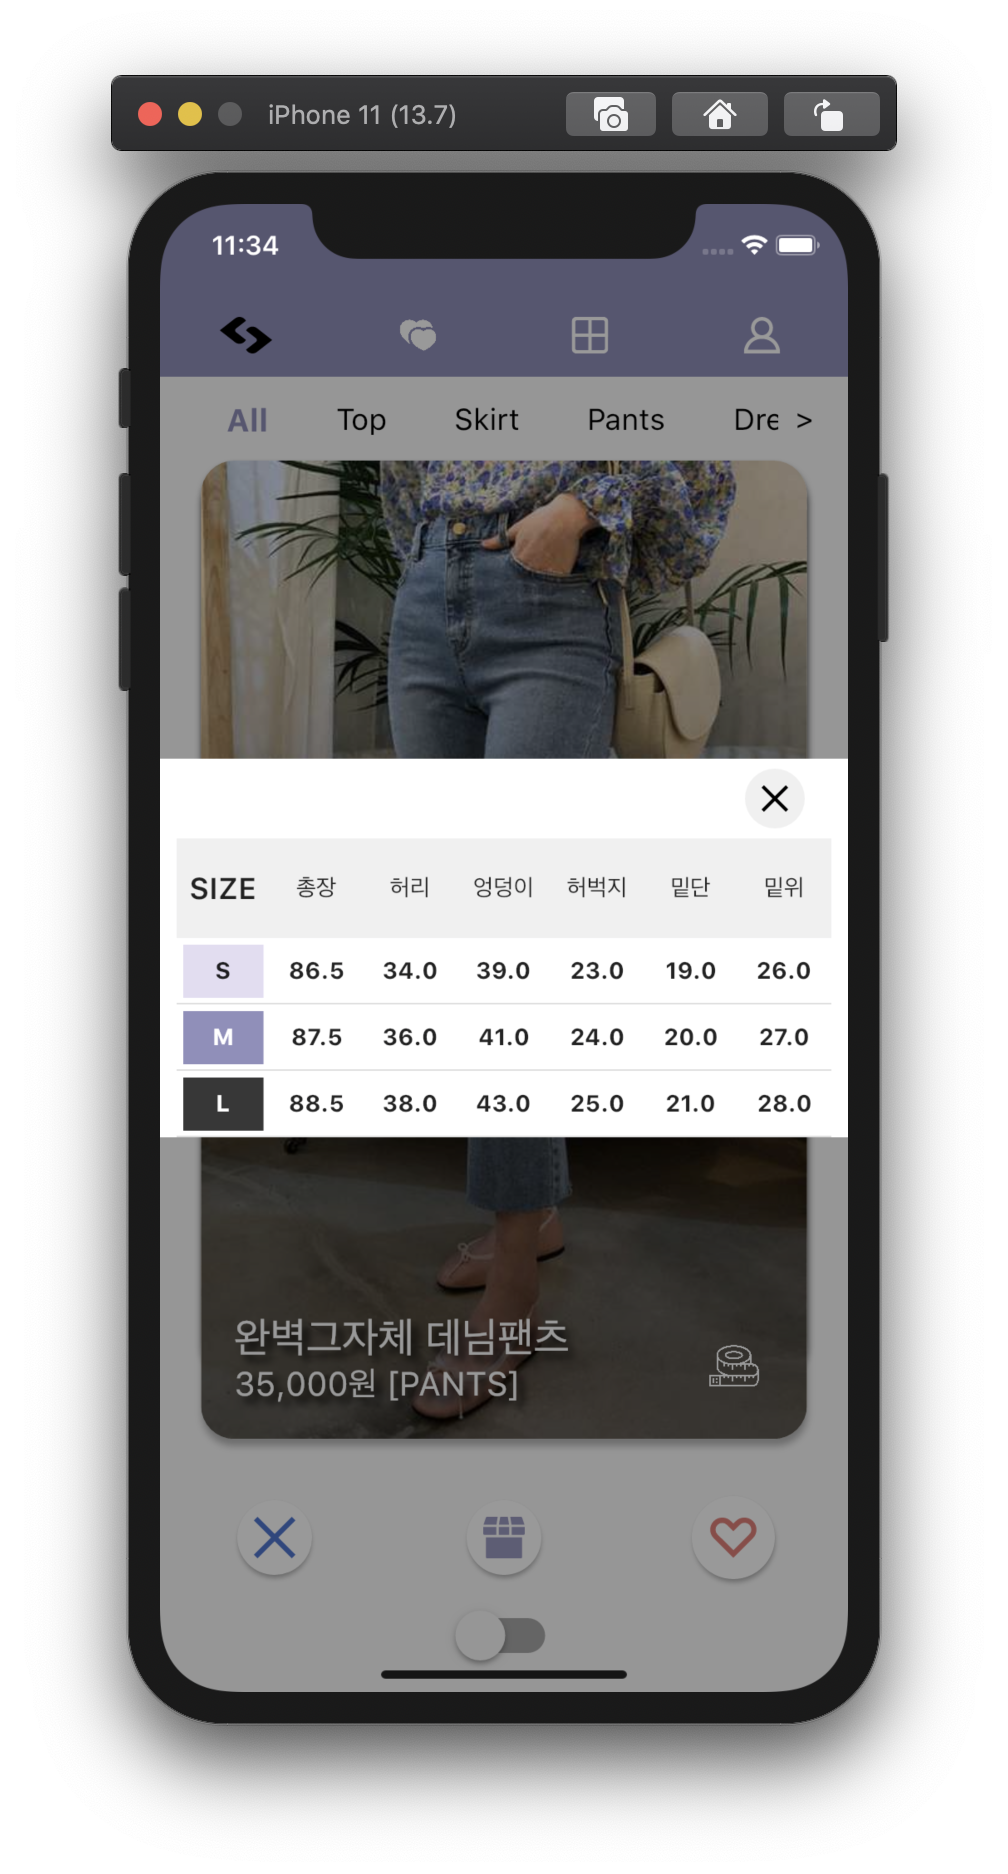 iPhone 11 (13.7)
11:34
All Top Skirt Pants Dre >
SIZE 총장 허리 엉덩이 허벅지 밑단 밑위
S 86.5 34.0 39.0 23.0 19.0 26.0
M 87.5 36.0 41.0 24.0 20.0 27.0
L 88.5 38.0 43.0 25.0 21.0 28.0
완벽그자체 데님팬츠
35,000원 [PANTS]